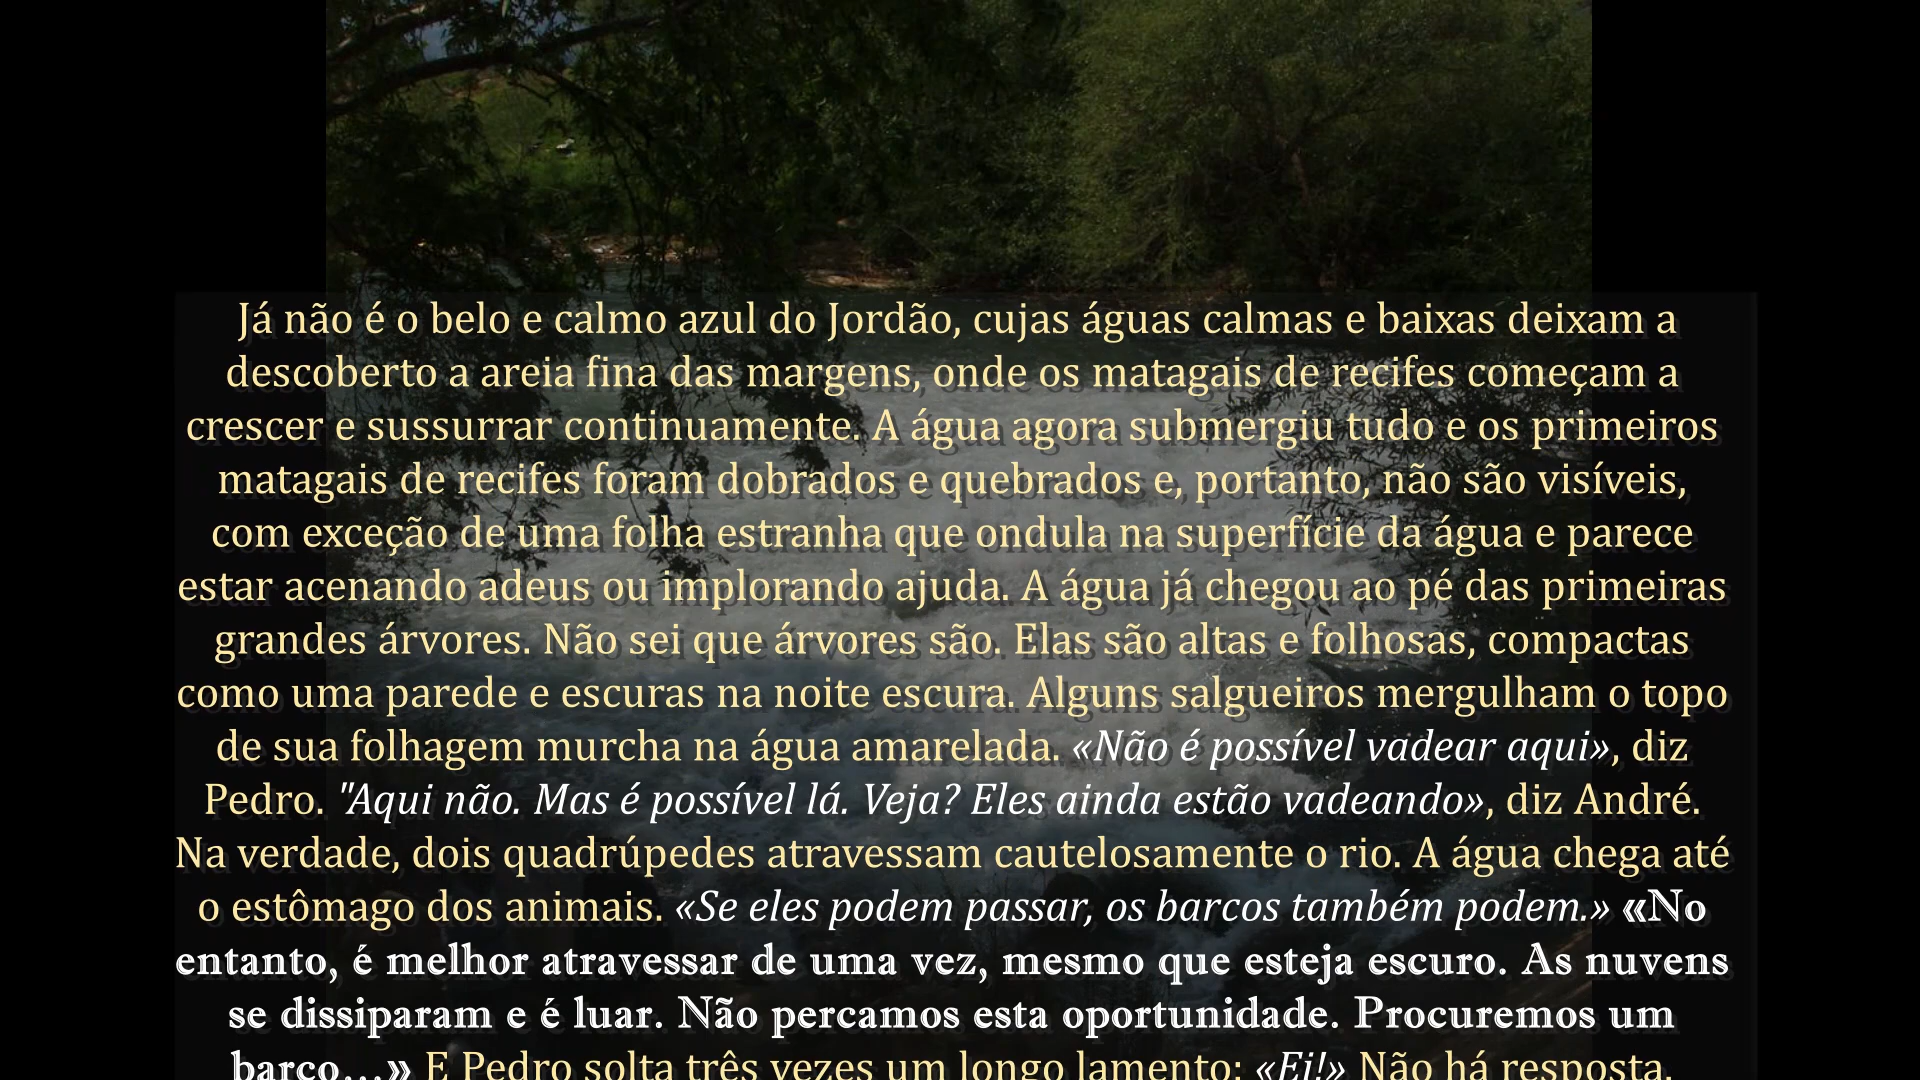 Já não é o belo e calmo azul do Jordão, cujas águas calmas e baixas deixam a
descoberto a areia fina das margens, onde os matagais de recifes começam a
crescer e sussurrar continuamente. A água agora submergiu tudo e os primeiros
matagais de recifes foram dobrados e quebrados e, portanto, não são visíveis,
com exceção de uma folha estranha que ondula na superfície da água e parece
estar acenando adeus ou implorando ajuda. A água já chegou ao pé das primeiras
grandes árvores. Não sei que árvores são. Elas são altas e folhosas, compactas
como uma parede e escuras na noite escura. Alguns salgueiros mergulham o topo
de sua folhagem murcha na água amarelada. «Não é possível vadear aqui», diz
Pedro. "Aqui não. Mas é possível lá. Veja? Eles ainda estão vadeando», diz André.
Na verdade, dois quadrúpedes atravessam cautelosamente o rio. A água chega até
o estômago dos animais. «Se eles podem passar, os barcos também podem.» «No
entanto, é melhor atravessar de uma vez, mesmo que esteja escuro. As nuvens
se dissiparam e é luar. Não percamos esta oportunidade. Procuremos um
barco...» E Pedro solta três vezes um longo lamento: «Ei!» Não há resposta.